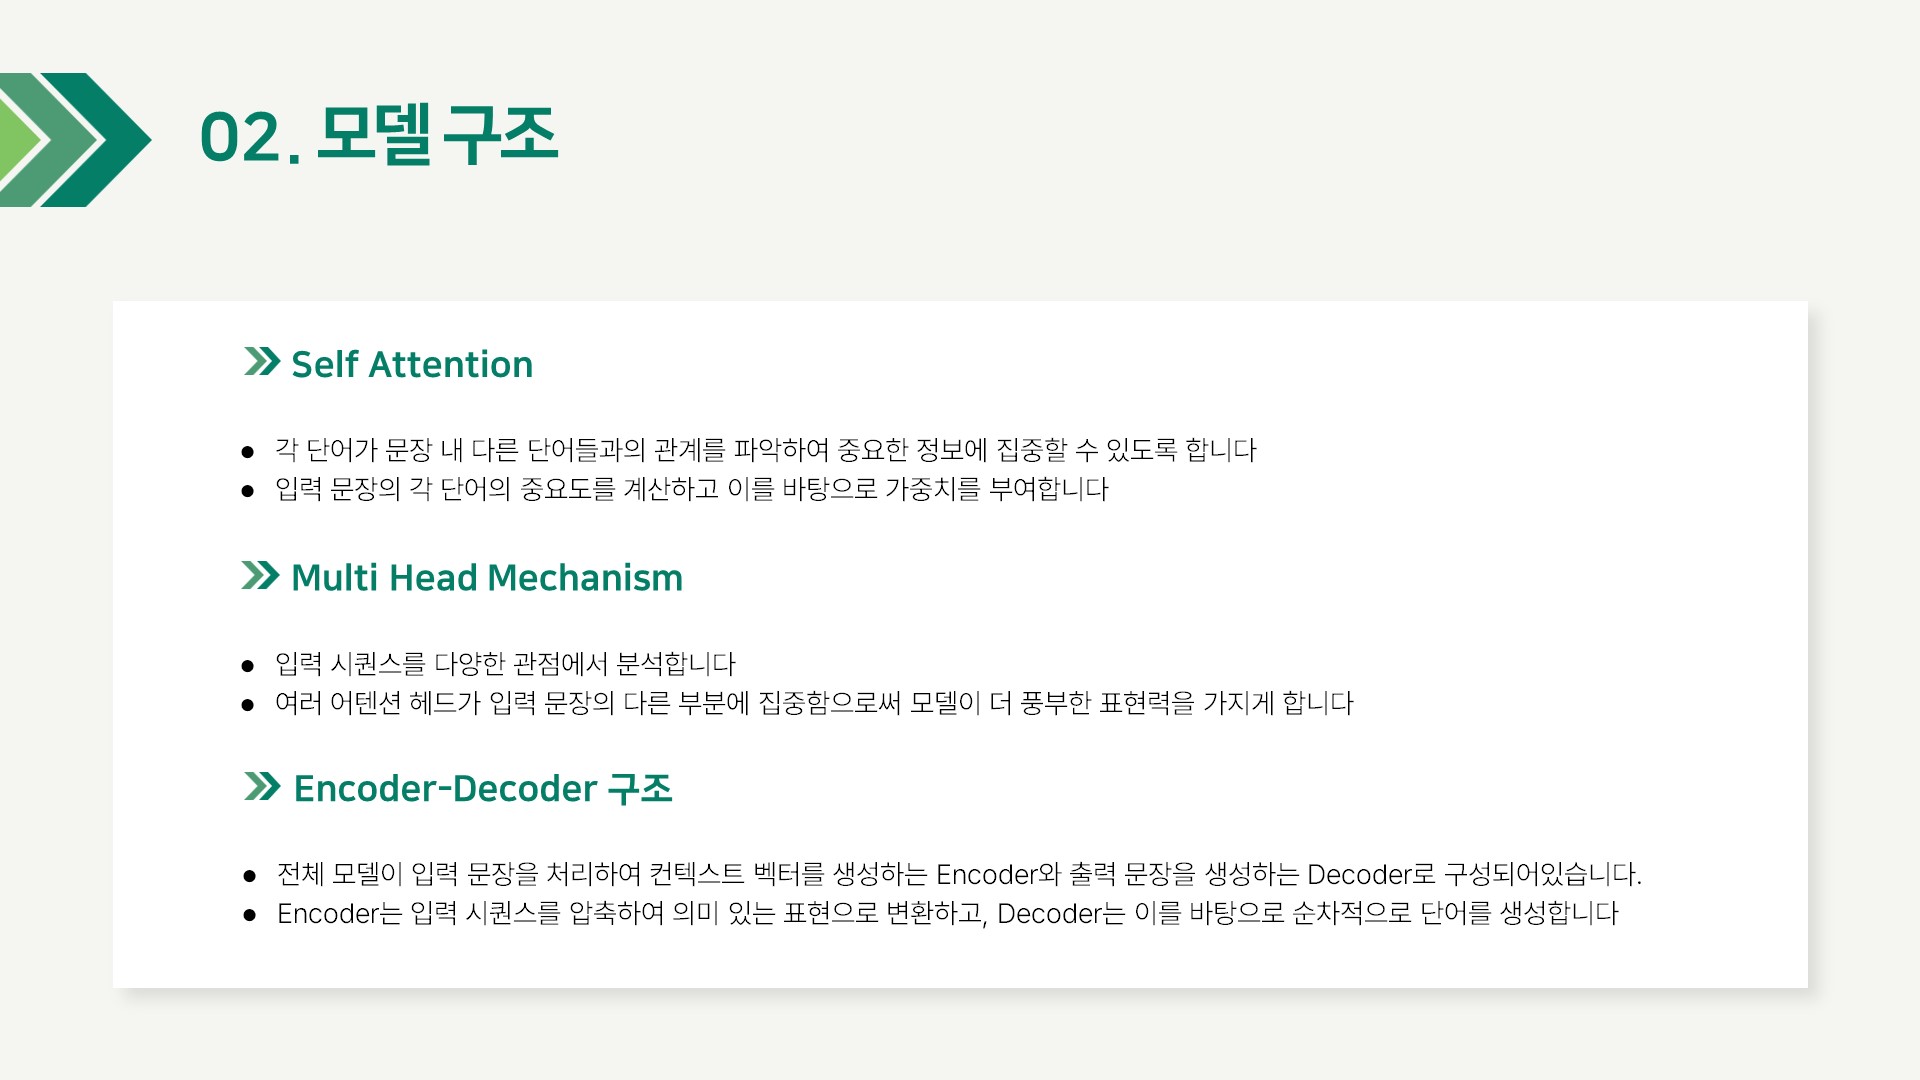 02. 모델 구조
Self Attention
● 각 단어가 문장 내 다른 단어들과의 관계를 파악하여 중요한 정보에 집중할 수 있도록 합니다
● 입력 문장의 각 단어의 중요도를 계산하고 이를 바탕으로 가중치를 부여합니다
Multi Head Mechanism
● 입력 시퀀스를 다양한 관점에서 분석합니다
● 여러 어텐션 헤드가 입력 문장의 다른 부분에 집중함으로써 모델이 더 풍부한 표현력을 가지게 합니다
Encoder-Decoder 구조
● 전체 모델이 입력 문장을 처리하여 컨텍스트 벡터를 생성하는 Encoder와 출력 문장을 생성하는 Decoder로 구성되어있습니다.
● Encoder는 입력 시퀀스를 압축하여 의미 있는 표현으로 변환하고, Decoder는 이를 바탕으로 순차적으로 단어를 생성합니다